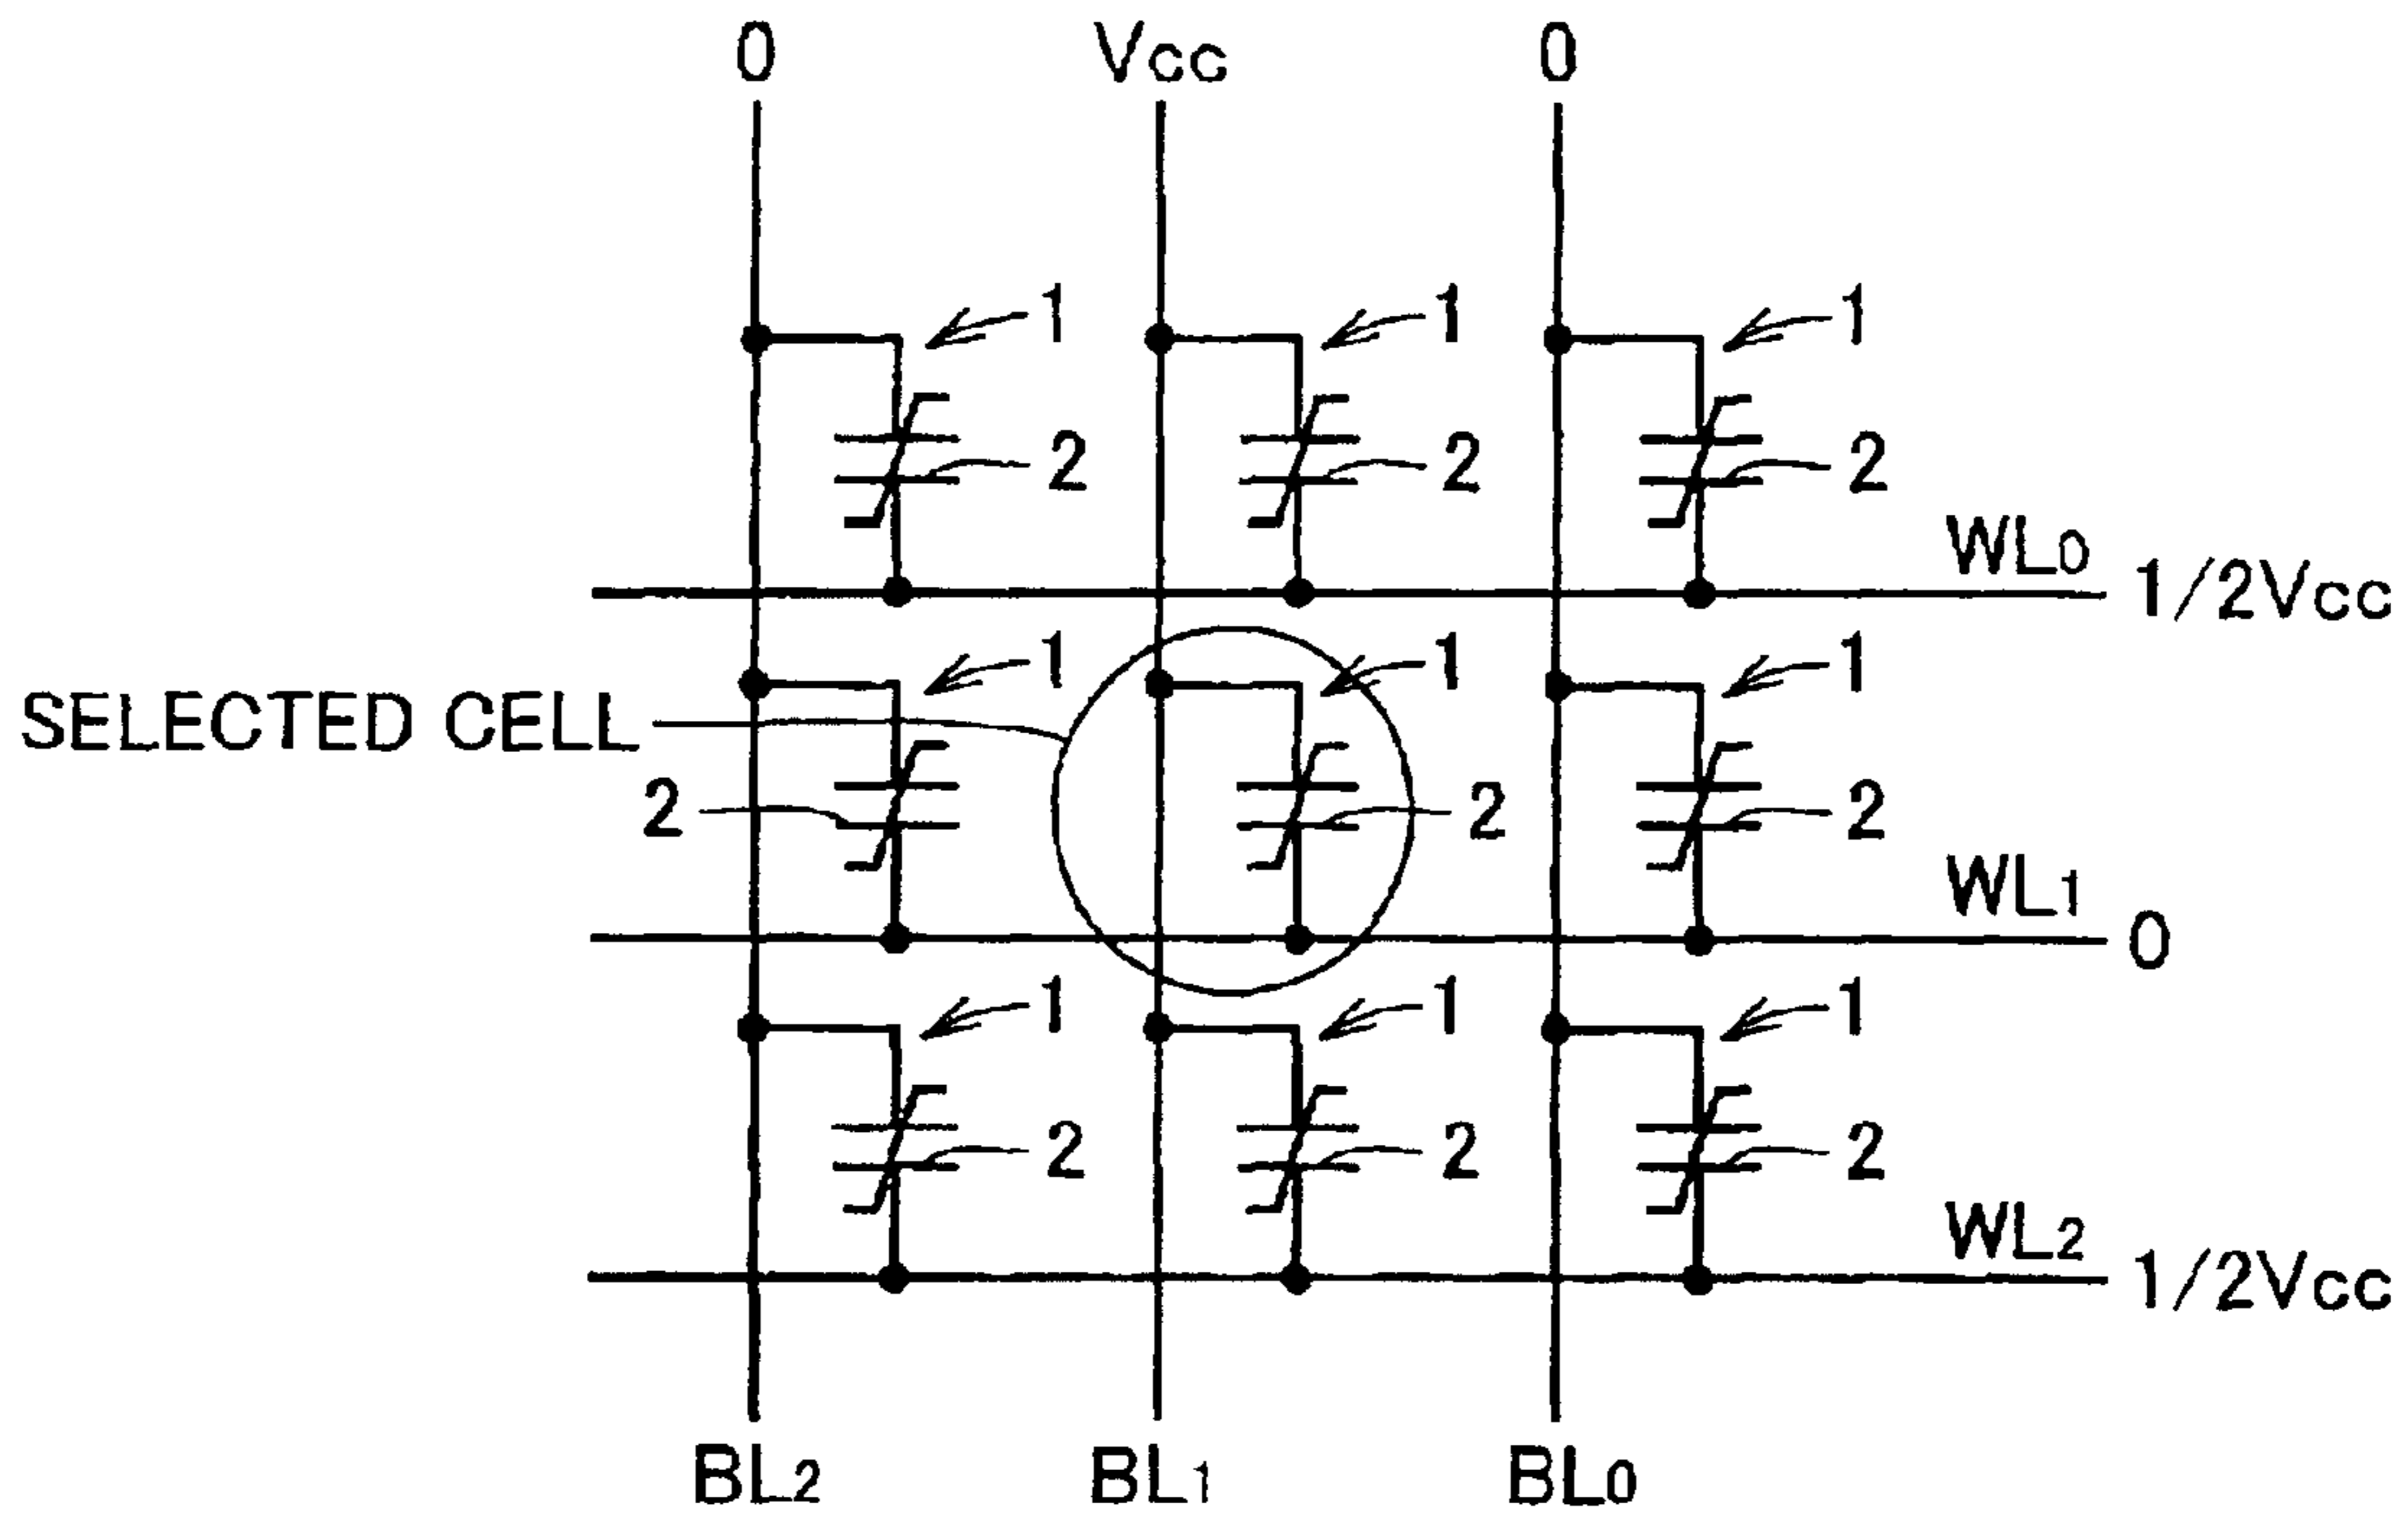 0 Vcc 0
1 1 1
2 2 2
WL0
1/2Vcc
1 1 1
SELECTED CELL
2 2 2
WL1
0
1 1 1
2 2 2
WL2
1/2Vcc
BL2 BL1 BL0